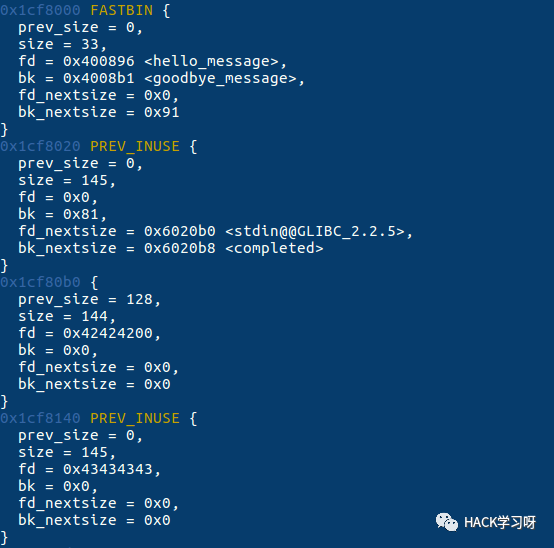 0x1cf8000 FASTBIN {
  prev_size = 0,
  size = 33,
  fd = 0x400896 <hello_message>,
  bk = 0x4008b1 <goodbye_message>,
  fd_nextsize = 0x0,
  bk_nextsize = 0x91
}
0x1cf8020 PREV_INUSE {
  prev_size = 0,
  size = 145,
  fd = 0x0,
  bk = 0x81,
  fd_nextsize = 0x6020b0 <stdin@@GLIBC_2.2.5>,
  bk_nextsize = 0x6020b8 <completed>
}
0x1cf80b0 {
  prev_size = 128,
  size = 144,
  fd = 0x42424200,
  bk = 0x0,
  fd_nextsize = 0x0,
  bk_nextsize = 0x0
}
0x1cf8140 PREV_INUSE {
  prev_size = 0,
  size = 145,
  fd = 0x43434343,
  bk = 0x0,
  fd_nextsize = 0x0,
  bk_nextsize = 0x0
}
HACK学习呀